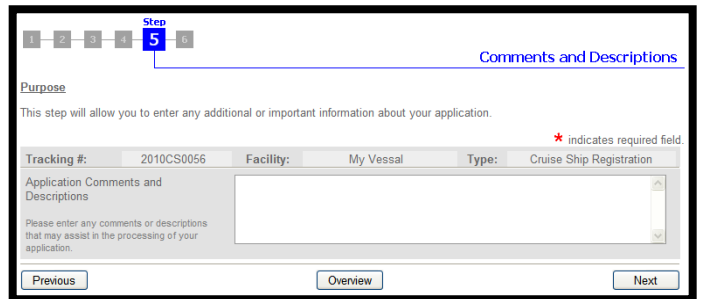 Step
1 2 3 4 5 6
Comments and Descriptions
Purpose
This step will allow you to enter any additional or important information about your application.
* indicates required field.
Tracking #: 2010CS0056 Facility: My Vessal Type: Cruise Ship Registration
Application Comments and
Descriptions
Please enter any comments or descriptions
that may assist in the processing of your
application.
Previous Overview Next